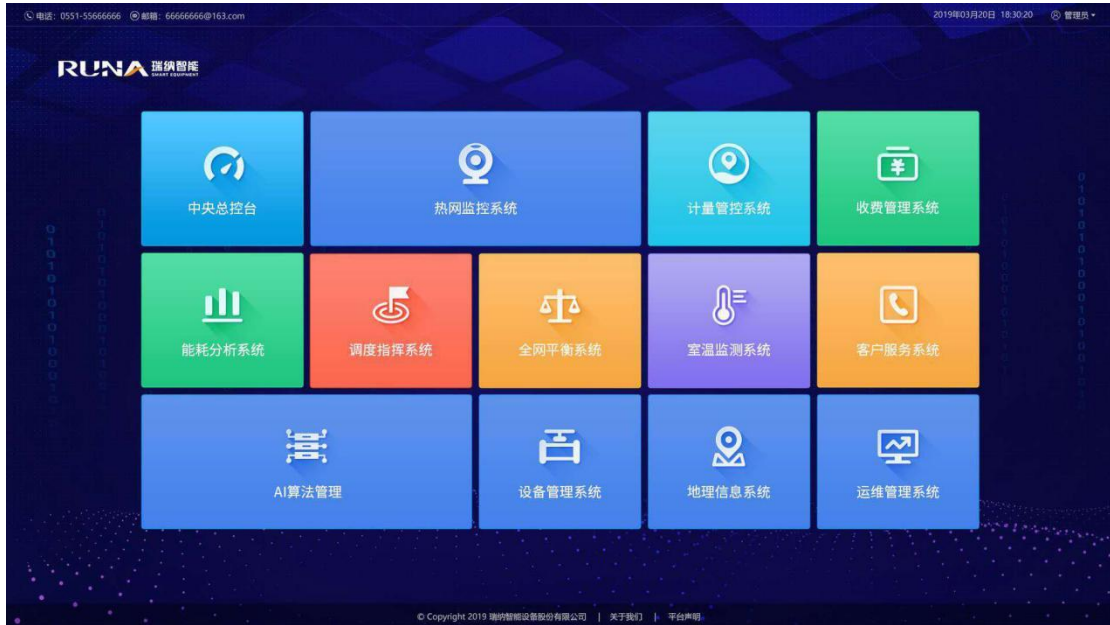 电话：0551-55666666 邮箱：66666666@163.com 2019年03月20日 18:30:20 管理员
RUNA 瑞纳智能
SMART EQUIPMENT
中央总控台 热网监控系统 计量管控系统 收费管理系统
能耗分析系统 调度指挥系统 全网平衡系统 室温监测系统 客户服务系统
AI算法管理 设备管理系统 地理信息系统 运维管理系统
© Copyright 2019 瑞纳智能设备股份有限公司 | 关于我们 | 平台声明